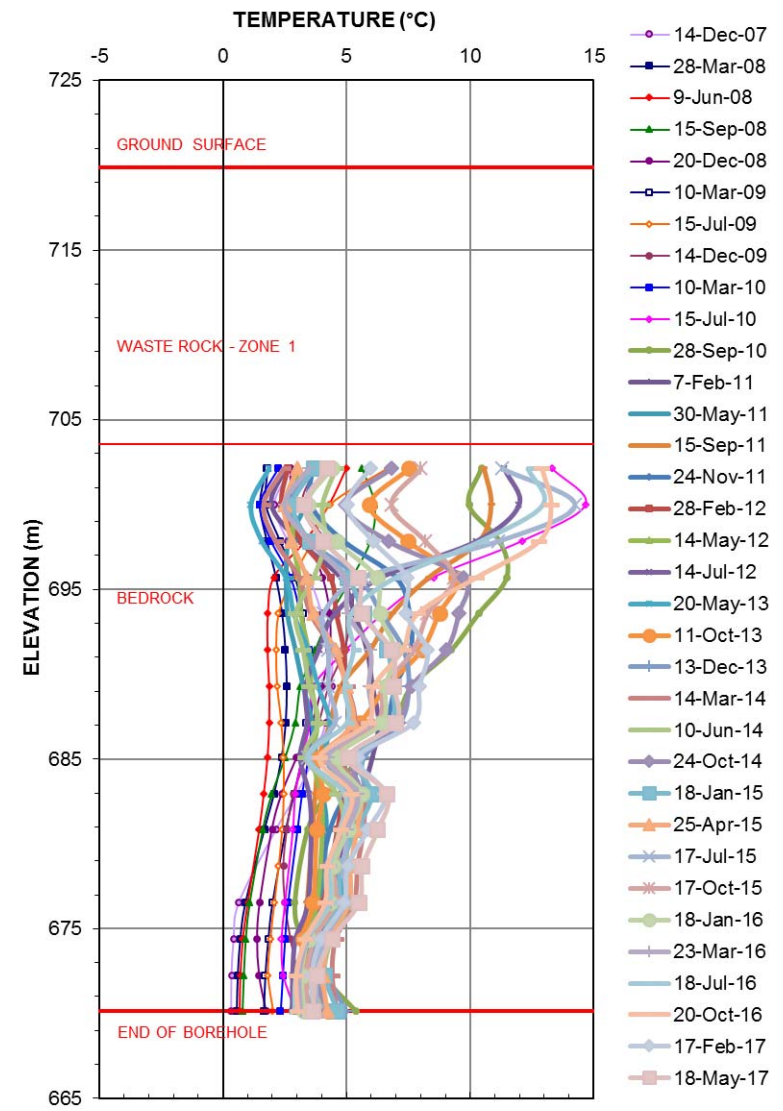 TEMPERATURE (°C)
-5 0 5 10 15
725
GROUND SURFACE
715
WASTE ROCK - ZONE 1
705
695
BEDROCK
ELEVATION (m)
685
675
END OF BOREHOLE
665
14-Dec-07
28-Mar-08
9-Jun-08
15-Sep-08
20-Dec-08
10-Mar-09
15-Jul-09
14-Dec-09
10-Mar-10
15-Jul-10
28-Sep-10
7-Feb-11
30-May-11
15-Sep-11
24-Nov-11
28-Feb-12
14-May-12
14-Jul-12
20-May-13
11-Oct-13
13-Dec-13
14-Mar-14
10-Jun-14
24-Oct-14
18-Jan-15
25-Apr-15
17-Jul-15
17-Oct-15
18-Jan-16
23-Mar-16
18-Jul-16
20-Oct-16
17-Feb-17
18-May-17